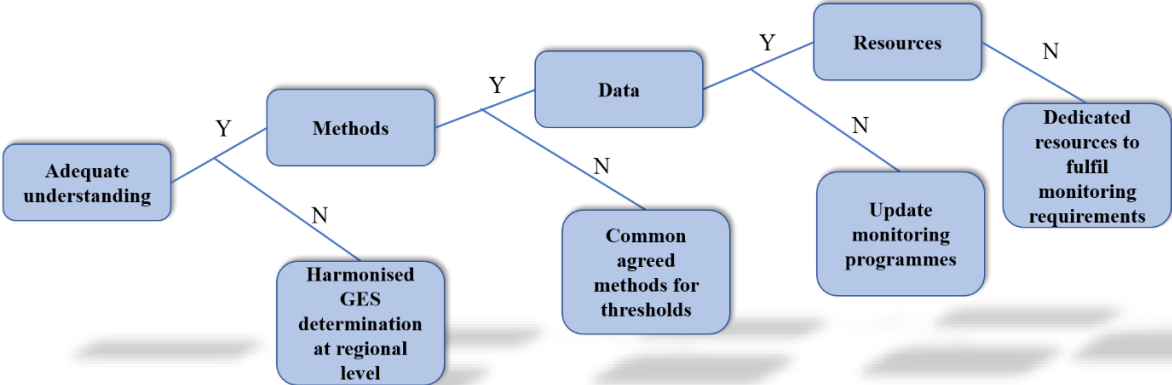 Adequate
understanding
Y
N
Methods
Harmonised
GES
determination
at regional
level
Y
N
Data
Common
agreed
methods for
thresholds
Y
N
Resources
Update
monitoring
programmes
N
Dedicated
resources to
fulfil
monitoring
requirements